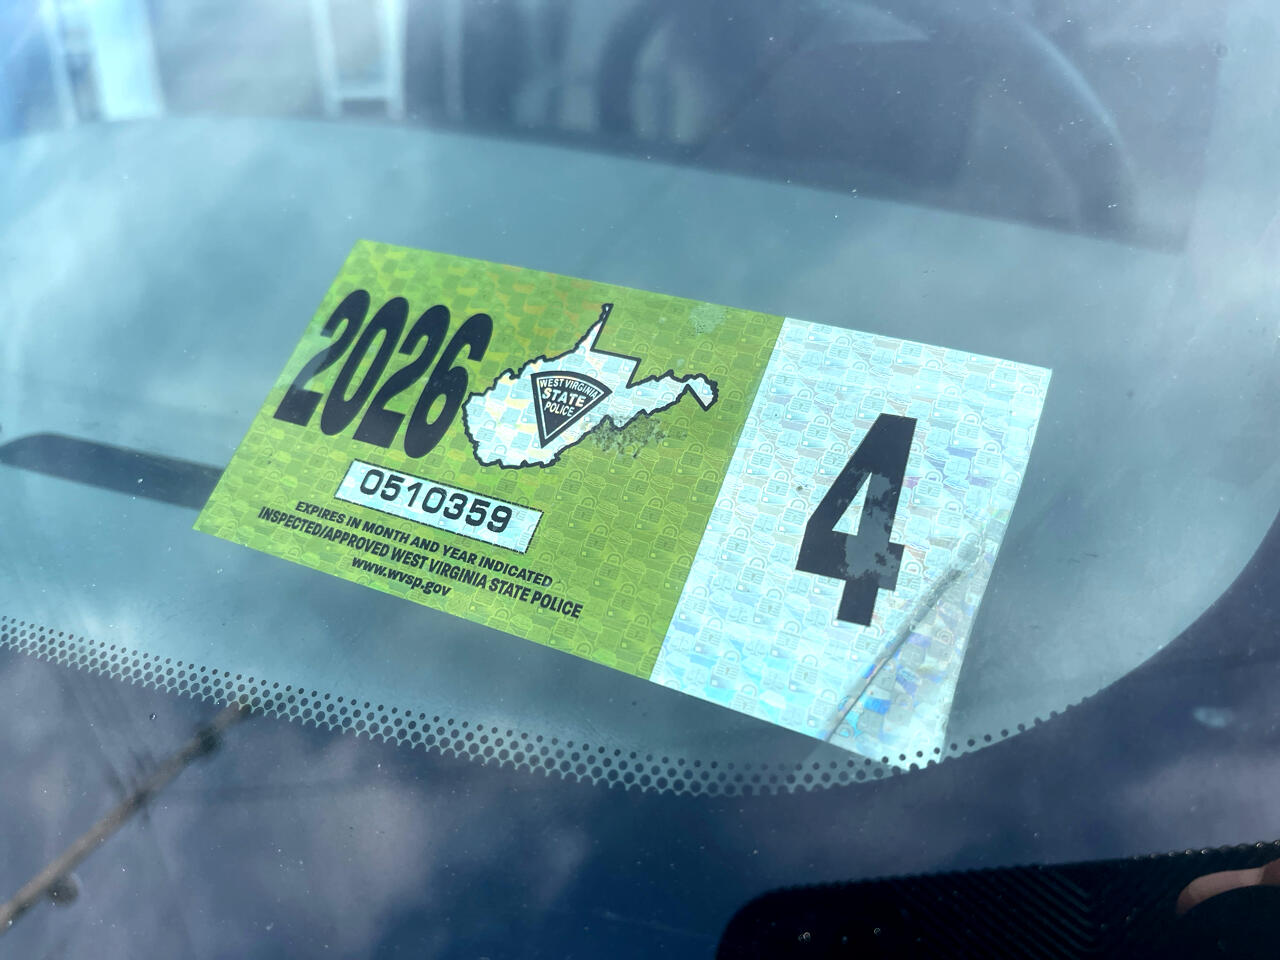 2026
WEST VIRGINIA
STATE
POLICE
4
0510359
EXPIRES IN MONTH AND YEAR INDICATED
INSPECTED/APPROVED WEST VIRGINIA STATE POLICE
www.wvsp.gov